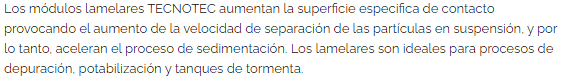 Los módulos lamelares TECNOTEC aumentan la superficie especifica de contacto
provocando el aumento de la velocidad de separación de las partículas en suspensión, y por
lo tanto, aceleran el proceso de sedimentación. Los lamelares son ideales para procesos de
depuración, potabilización y tanques de tormenta.